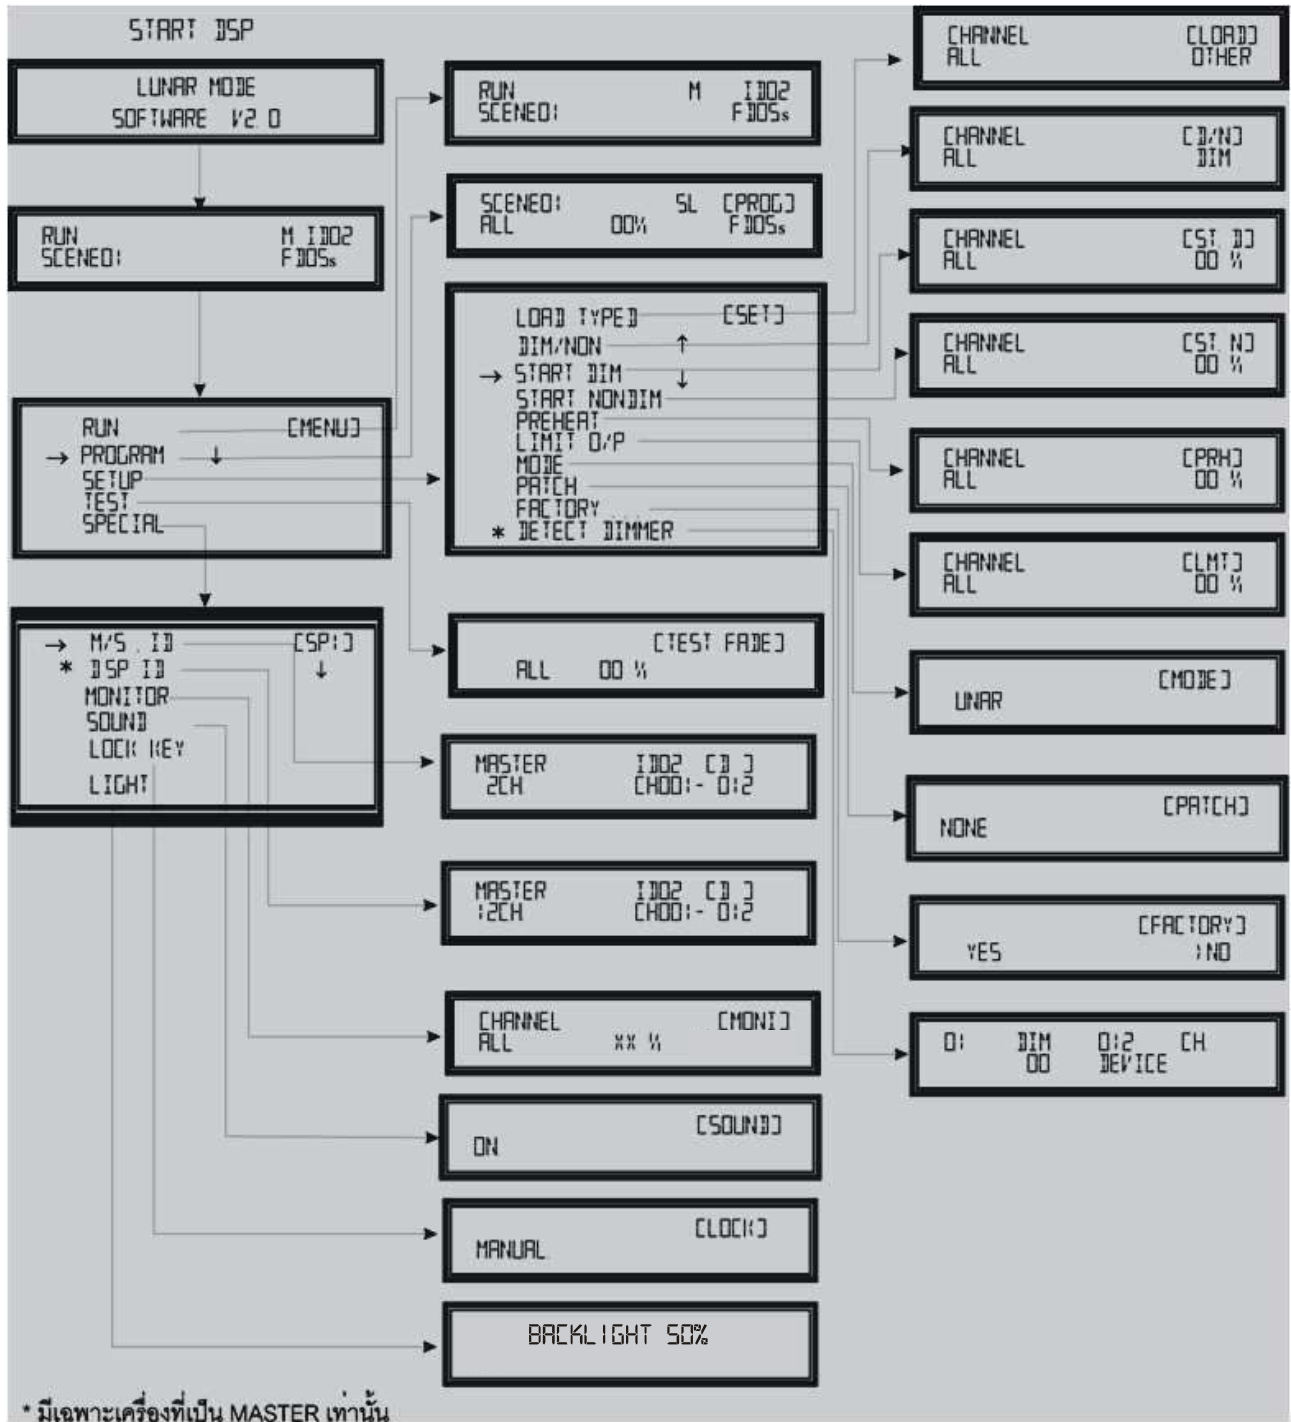 START DSP
LUNAR MODE
SOFTWARE V2.0
RUN M ID02
SCENE01 FD05s
RUN [MENU]
→ PROGRAM ↓
SETUP
TEST
SPECIAL
→ M/S. ID [SP1]
* DSP ID ↓
MONITOR
SOUND
LOCK KEY
LIGHT
RUN M ID02
SCENE01 FD05s
SCENE01 SL [PROG]
ALL 00% FD05s
LOAD TYPED [SET]
DIM/NON ↑
→ START DIM ↓
START NONDIM
PREHEAT
LIMIT O/P
MODE
PATCH
FACTORY
* DETECT DIMMER
[TEST FADE]
ALL 00 %
MASTER ID02 [D ]
2CH CH001- 012
MASTER ID02 [D ]
12CH CH001- 012
CHANNEL [MONI]
ALL XX %
[SOUND]
ON
[LOCK]
MANUAL
BACKLIGHT 50%
CHANNEL [LOAD]
ALL OTHER
CHANNEL [D/N]
ALL DIM
CHANNEL [ST. D]
ALL 00 %
CHANNEL [ST. N]
ALL 00 %
CHANNEL [PRH]
ALL 00 %
CHANNEL [LMT]
ALL 00 %
[MODE]
UNAR
[PATCH]
NONE
[FACTORY]
YES NO
01 DIM 012 CH
00 DEVICE
* มีเฉพาะเครื่องที่เป็น MASTER เท่านั้น